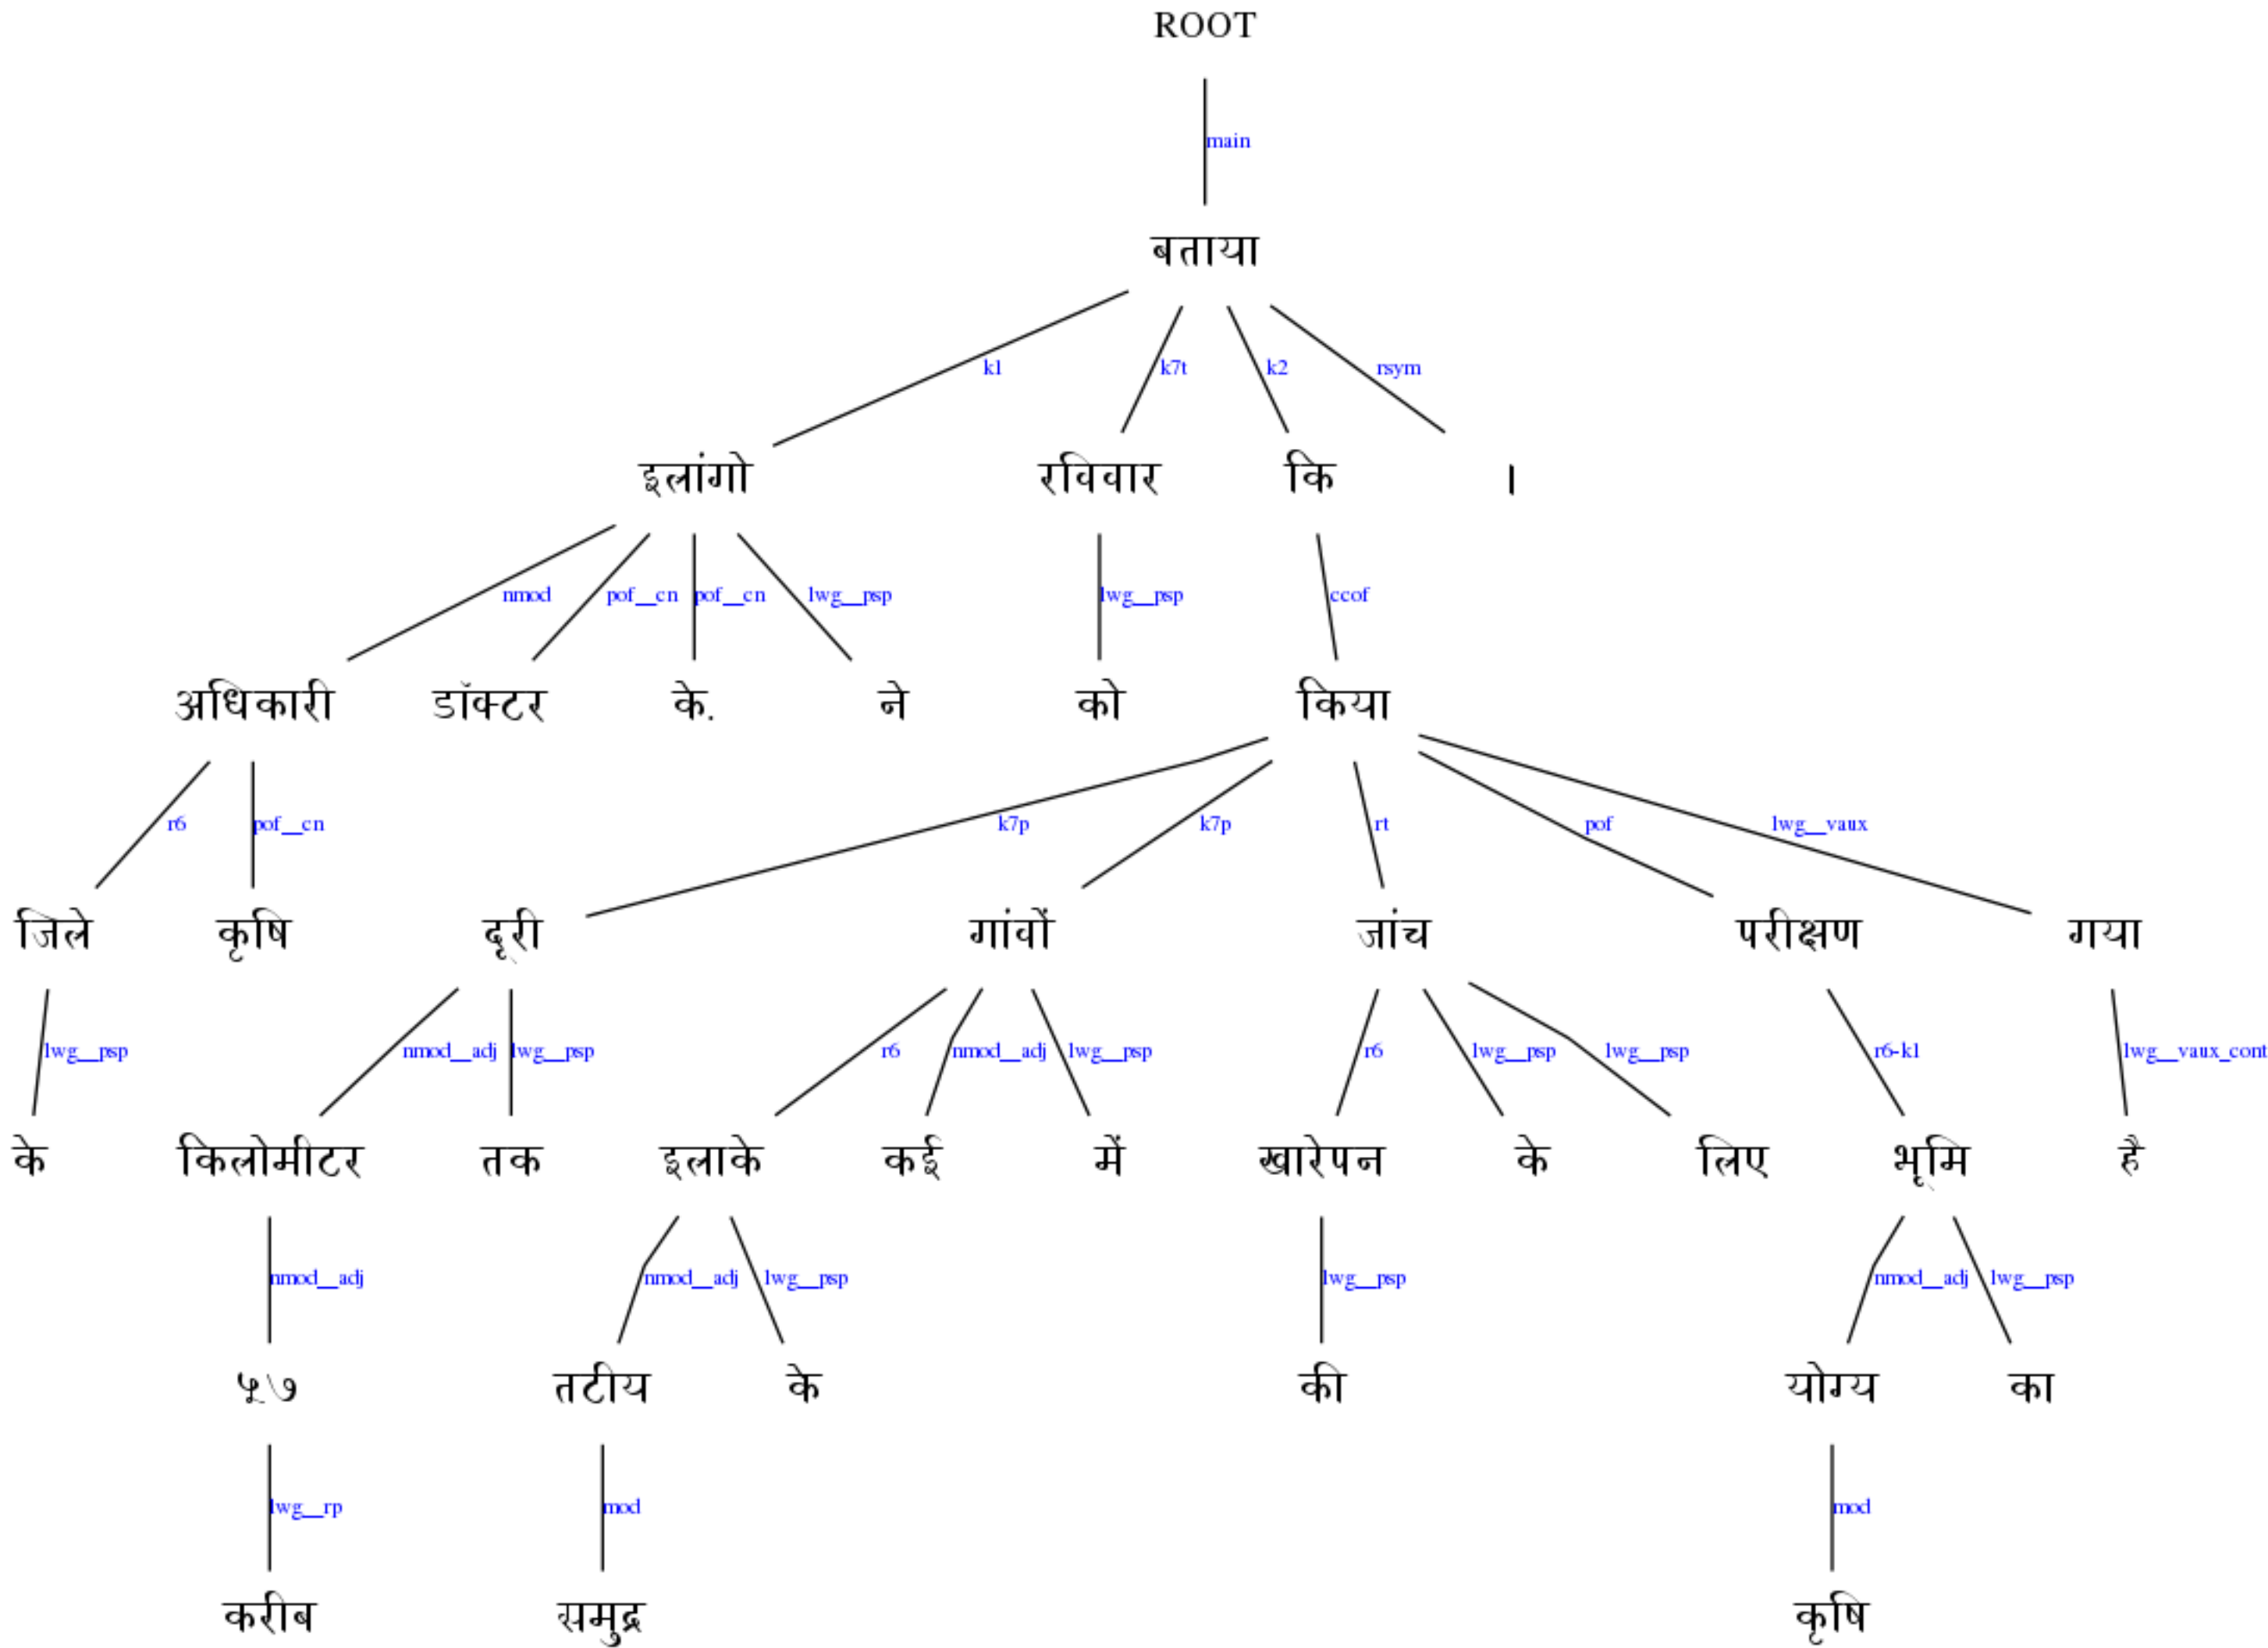 ROOT
main
बताया
k1 k7t k2 rsym
इलांगो रविवार कि ।
nmod pof__cn pof__cn lwg__psp lwg__psp ccof
अधिकारी डॉक्टर के. ने को किया
r6 pof__cn k7p k7p rt pof lwg__vaux
जिले कृषि दूरी गांवों जांच परीक्षण गया
lwg__psp nmod__adj lwg__psp r6 nmod__adj lwg__psp r6 lwg__psp lwg__psp r6-k1 lwg__vaux_cont
के किलोमीटर तक इलाके कई में खारेपन के लिए भूमि है
nmod__adj nmod__adj lwg__psp lwg__psp nmod__adj lwg__psp
५७ तटीय के की योग्य का
lwg__rp mod mod
करीब समुद्र कृषि